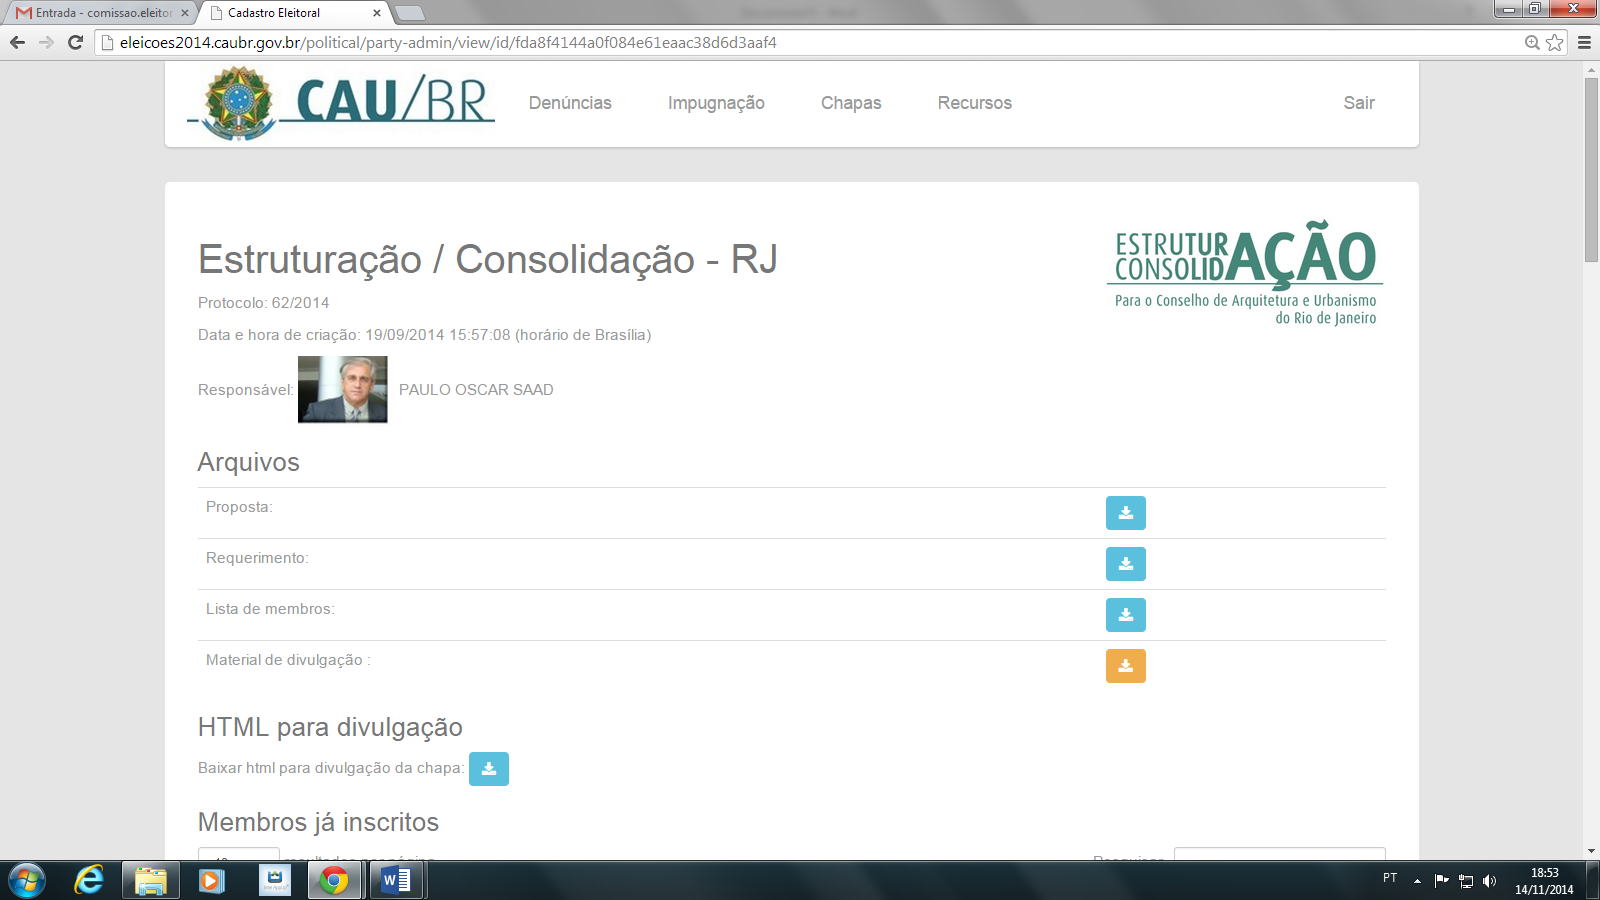 Entrada - comissao.eleitor
Cadastro Eleitoral
eleicoes2014.caubr.gov.br/political/party-admin/view/id/fda8f4144a0f084e61eaac38d6d3aaf4
CAU/BR
Denúncias
Impugnação
Chapas
Recursos
Sair
Estruturação / Consolidação - RJ
ESTRUTURAÇÃO
CONSOLIDAÇÃO
Para o Conselho de Arquitetura e Urbanismo
do Rio de Janeiro
Protocolo: 62/2014
Data e hora de criação: 19/09/2014 15:57:08 (horário de Brasília)
Responsável: PAULO OSCAR SAAD
Arquivos
Proposta:
Requerimento:
Lista de membros:
Material de divulgação :
HTML para divulgação
Baixar html para divulgação da chapa:
Membros já inscritos
PT
18:53
14/11/2014